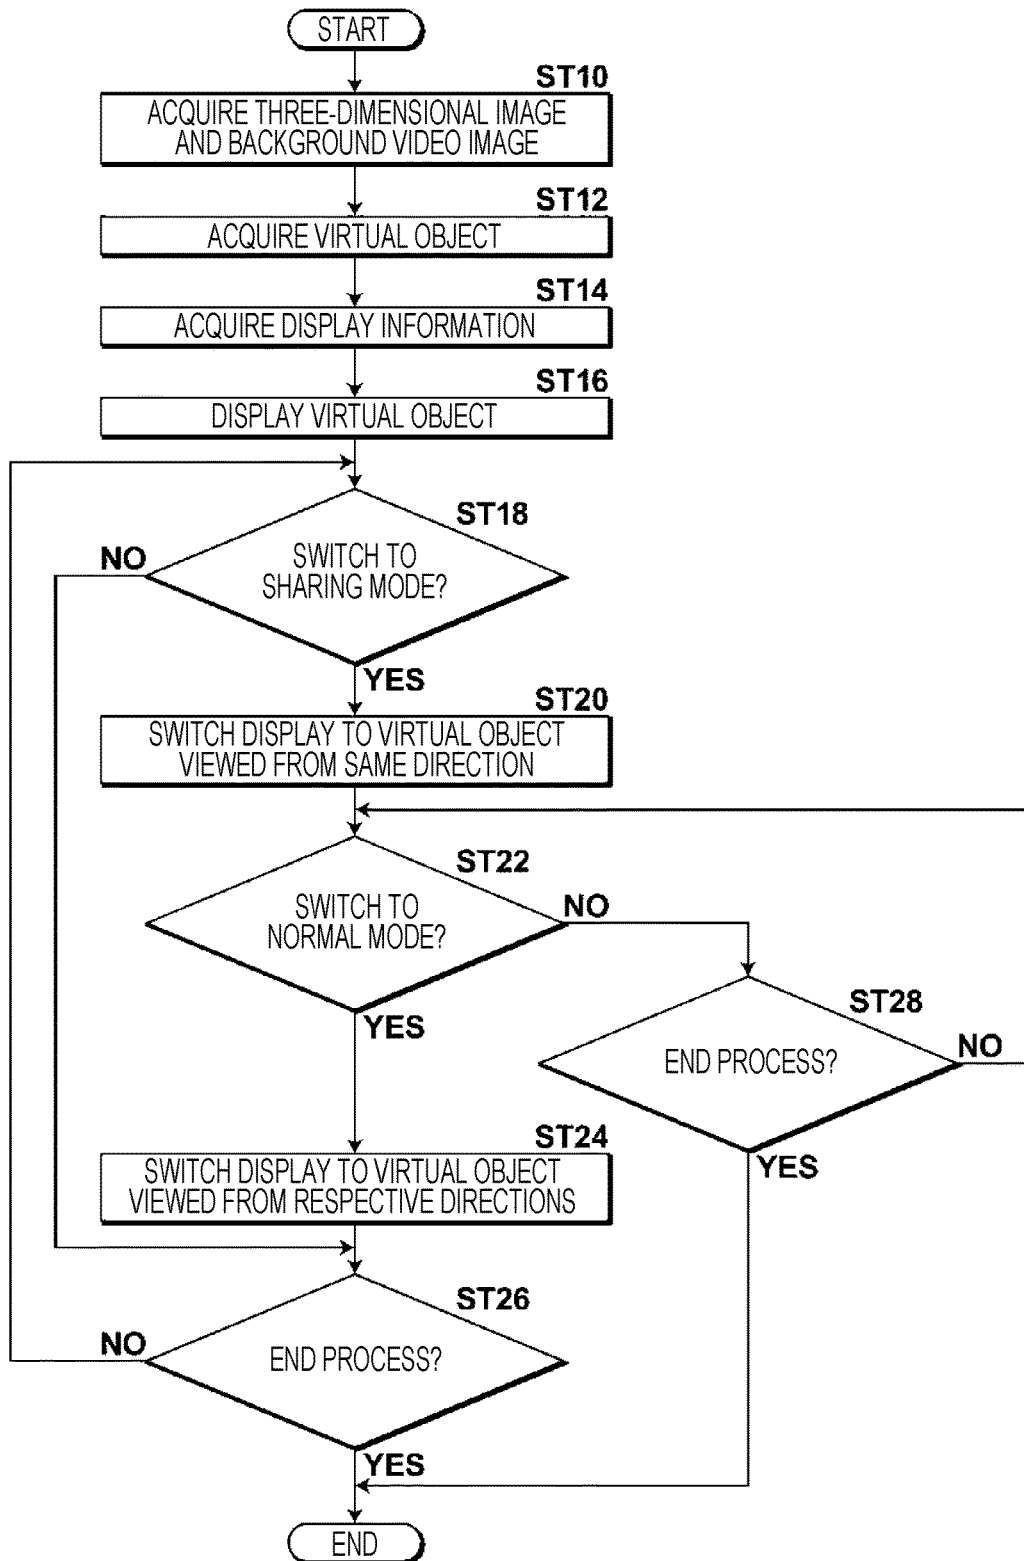 START
ST10
ACQUIRE THREE-DIMENSIONAL IMAGE
AND BACKGROUND VIDEO IMAGE
ST12
ACQUIRE VIRTUAL OBJECT
ST14
ACQUIRE DISPLAY INFORMATION
ST16
DISPLAY VIRTUAL OBJECT
ST18
NO
SWITCH TO
SHARING MODE?
YES
ST20
SWITCH DISPLAY TO VIRTUAL OBJECT
VIEWED FROM SAME DIRECTION
ST22
SWITCH TO
NORMAL MODE?
NO
YES
ST28
END PROCESS?
NO
YES
ST24
SWITCH DISPLAY TO VIRTUAL OBJECT
VIEWED FROM RESPECTIVE DIRECTIONS
ST26
NO
END PROCESS?
YES
END